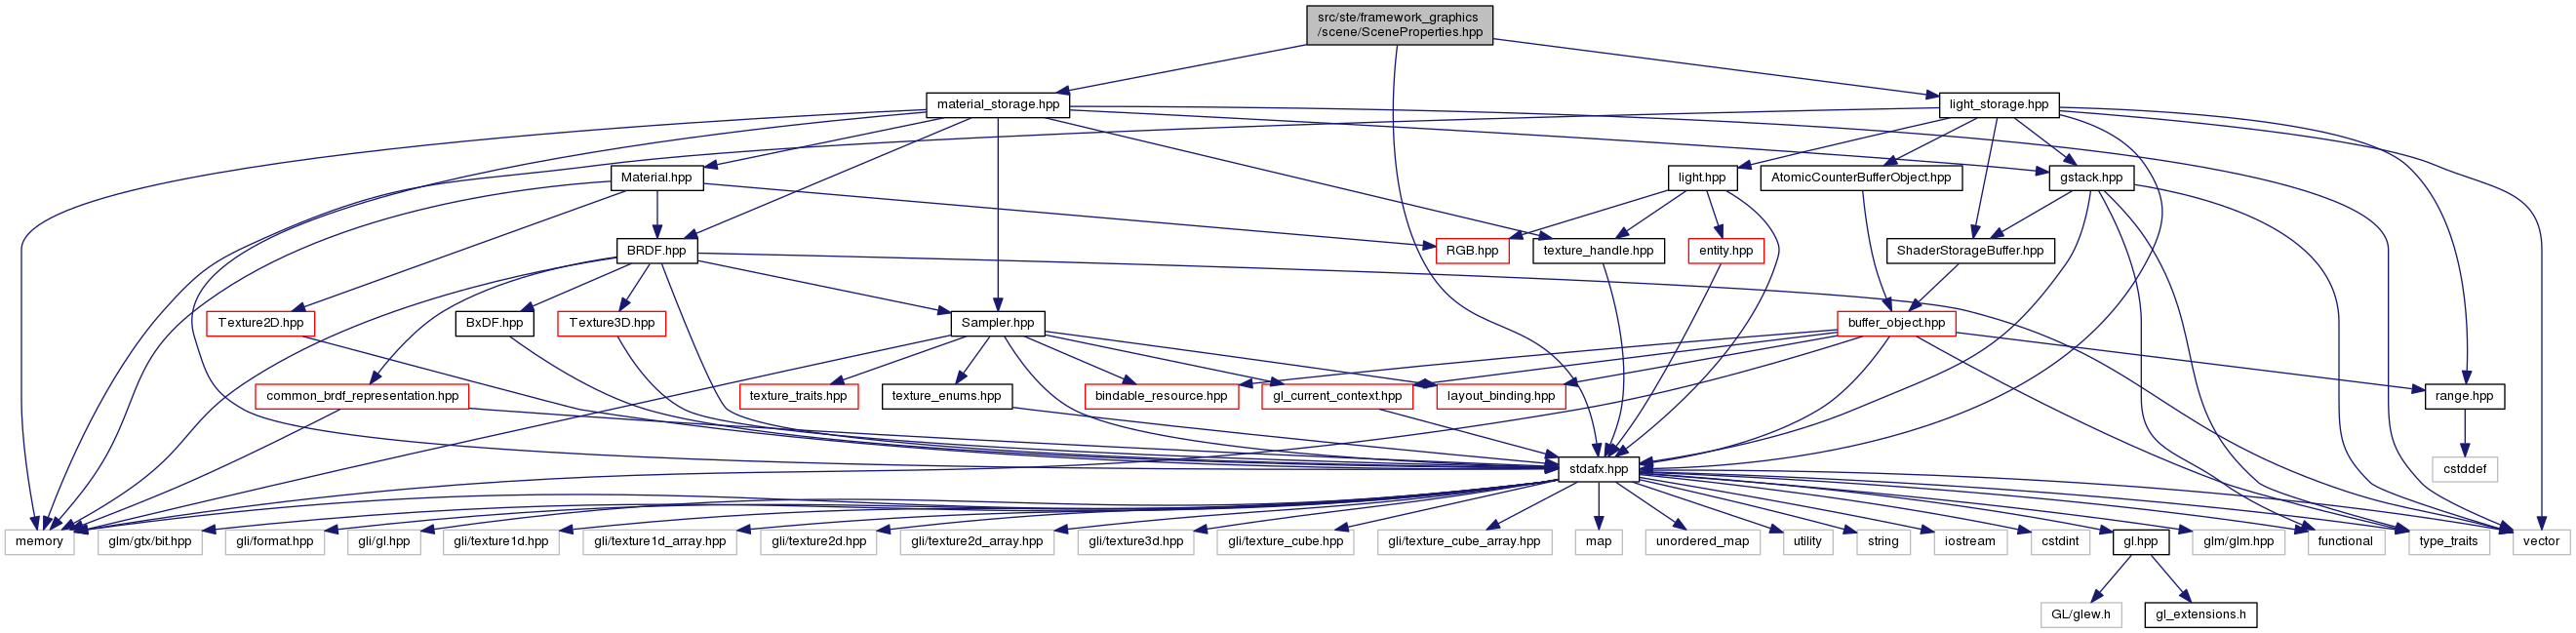 src/ste/framework_graphics
/scene/SceneProperties.hpp
material_storage.hpp
light_storage.hpp
Material.hpp
light.hpp
AtomicCounterBufferObject.hpp
gstack.hpp
BRDF.hpp
RGB.hpp
texture_handle.hpp
entity.hpp
ShaderStorageBuffer.hpp
Texture2D.hpp
BxDF.hpp
Texture3D.hpp
Sampler.hpp
buffer_object.hpp
common_brdf_representation.hpp
texture_traits.hpp
texture_enums.hpp
bindable_resource.hpp
gl_current_context.hpp
layout_binding.hpp
range.hpp
stdafx.hpp
cstddef
memory
glm/gtx/bit.hpp
gli/format.hpp
gli/gl.hpp
gli/texture1d.hpp
gli/texture1d_array.hpp
gli/texture2d.hpp
gli/texture2d_array.hpp
gli/texture3d.hpp
gli/texture_cube.hpp
gli/texture_cube_array.hpp
map
unordered_map
utility
string
iostream
cstdint
gl.hpp
glm/glm.hpp
functional
type_traits
vector
GL/glew.h
gl_extensions.h